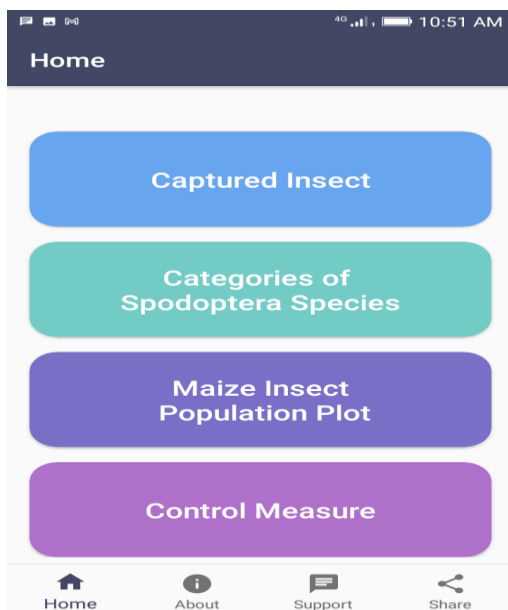 4G 10:51 AM
Home
Captured Insect
Categories of
Spodoptera Species
Maize Insect
Population Plot
Control Measure
Home About Support Share